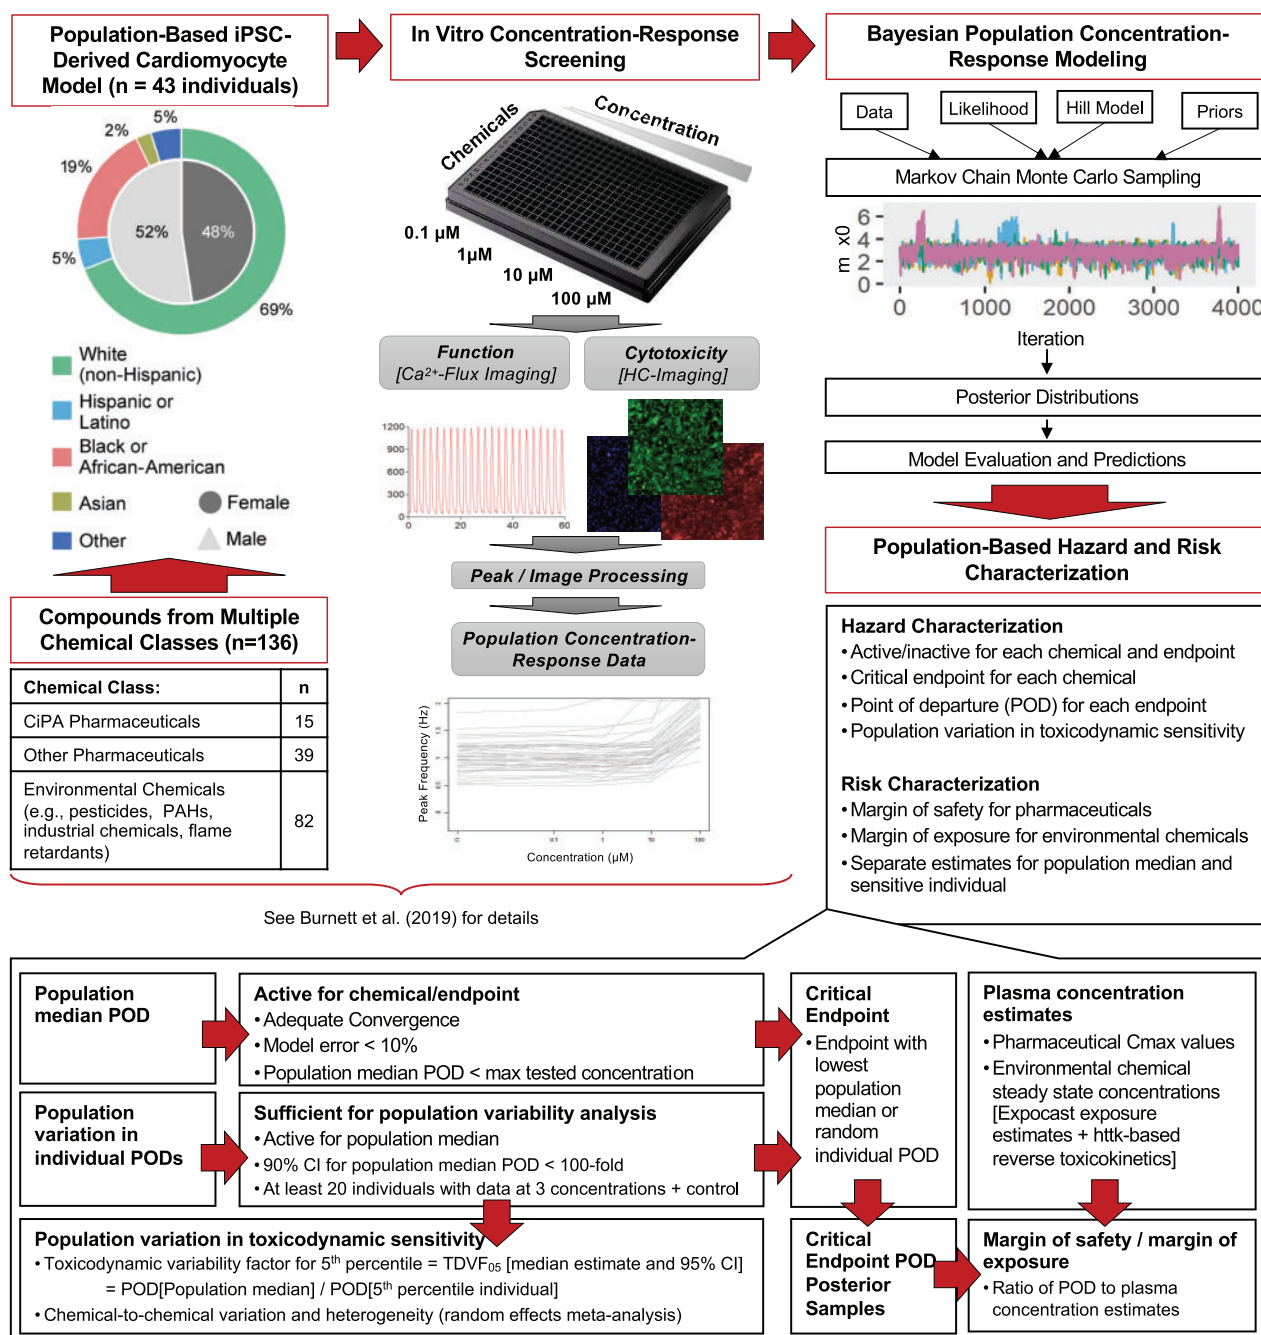 Population-Based iPSC-
Derived Cardiomyocyte
Model (n = 43 individuals)
In Vitro Concentration-Response
Screening
Bayesian Population Concentration-
Response Modeling
2%
5%
19%
52%
48%
5%
69%
White
(non-Hispanic)
Hispanic or
Latino
Black or
African-American
Asian
Female
Other
Male
Compounds from Multiple
Chemical Classes (n=136)
Chemical Class: n
CiPA Pharmaceuticals 15
Other Pharmaceuticals 39
Environmental Chemicals
(e.g., pesticides, PAHs,
industrial chemicals, flame
retardants)
82
Chemicals
Concentration
0.1 µM
1µM
10 µM
100 µM
Function
[Ca2+-Flux Imaging]
Cytotoxicity
[HC-Imaging]
1200
900
600
300
0
0 20 40 60
Peak / Image Processing
Population Concentration-
Response Data
Peak Frequency (Hz)
0.1 1 10 100
Concentration (µM)
See Burnett et al. (2019) for details
Data
Likelihood
Hill Model
Priors
Markov Chain Monte Carlo Sampling
m x0
6
4
2
0
0 1000 2000 3000 4000
Iteration
Posterior Distributions
Model Evaluation and Predictions
Population-Based Hazard and Risk
Characterization
Hazard Characterization
•Active/inactive for each chemical and endpoint
•Critical endpoint for each chemical
•Point of departure (POD) for each endpoint
•Population variation in toxicodynamic sensitivity
Risk Characterization
•Margin of safety for pharmaceuticals
•Margin of exposure for environmental chemicals
•Separate estimates for population median and
sensitive individual
Population
median POD
Active for chemical/endpoint
•Adequate Convergence
•Model error < 10%
•Population median POD < max tested concentration
Population
variation in
individual PODs
Sufficient for population variability analysis
•Active for population median
•90% CI for population median POD < 100-fold
•At least 20 individuals with data at 3 concentrations + control
Population variation in toxicodynamic sensitivity
•Toxicodynamic variability factor for 5th percentile = TDVF05 [median estimate and 95% CI]
= POD[Population median] / POD[5th percentile individual]
•Chemical-to-chemical variation and heterogeneity (random effects meta-analysis)
Critical
Endpoint
•Endpoint with
lowest
population
median or
random
individual POD
Critical
Endpoint POD
Posterior
Samples
Plasma concentration
estimates
•Pharmaceutical Cmax values
•Environmental chemical
steady state concentrations
[Expocast exposure
estimates + httk-based
reverse toxicokinetics]
Margin of safety / margin of
exposure
•Ratio of POD to plasma
concentration estimates